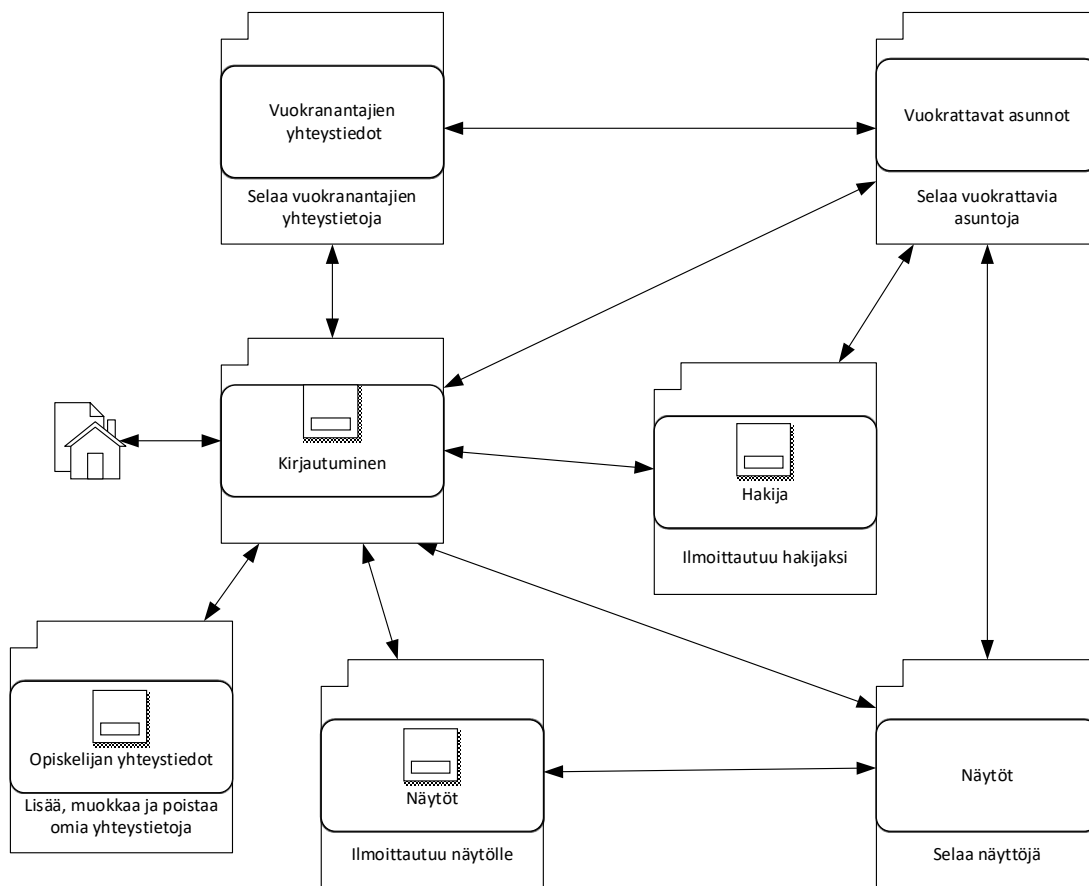 Vuokranantajien
yhteystiedot
Selaa vuokranantajien
yhteystietoja
Vuokrattavat asunnot
Selaa vuokrattavia
asuntoja
Kirjautuminen
Hakija
Ilmoittautuu hakijaksi
Opiskelijan yhteystiedot
Lisää, muokkaa ja poistaa
omia yhteystietoja
Näytöt
Ilmoittautuu näytölle
Näytöt
Selaa näyttöjä